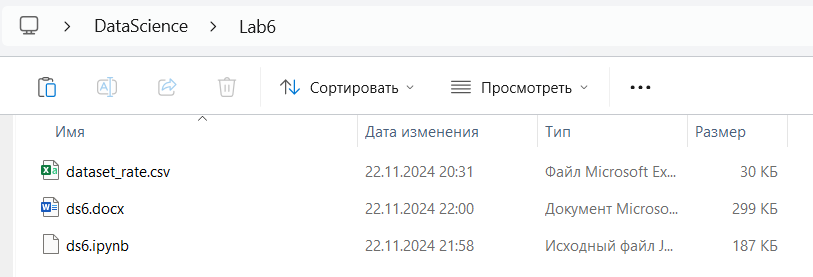 DataScience > Lab6
Сортировать Просмотреть
Имя Дата изменения Тип Размер
dataset_rate.csv 22.11.2024 20:31 Файл Microsoft Ex... 30 КБ
ds6.docx 22.11.2024 22:00 Документ Microso... 299 КБ
ds6.ipynb 22.11.2024 21:58 Исходный файл J... 187 КБ